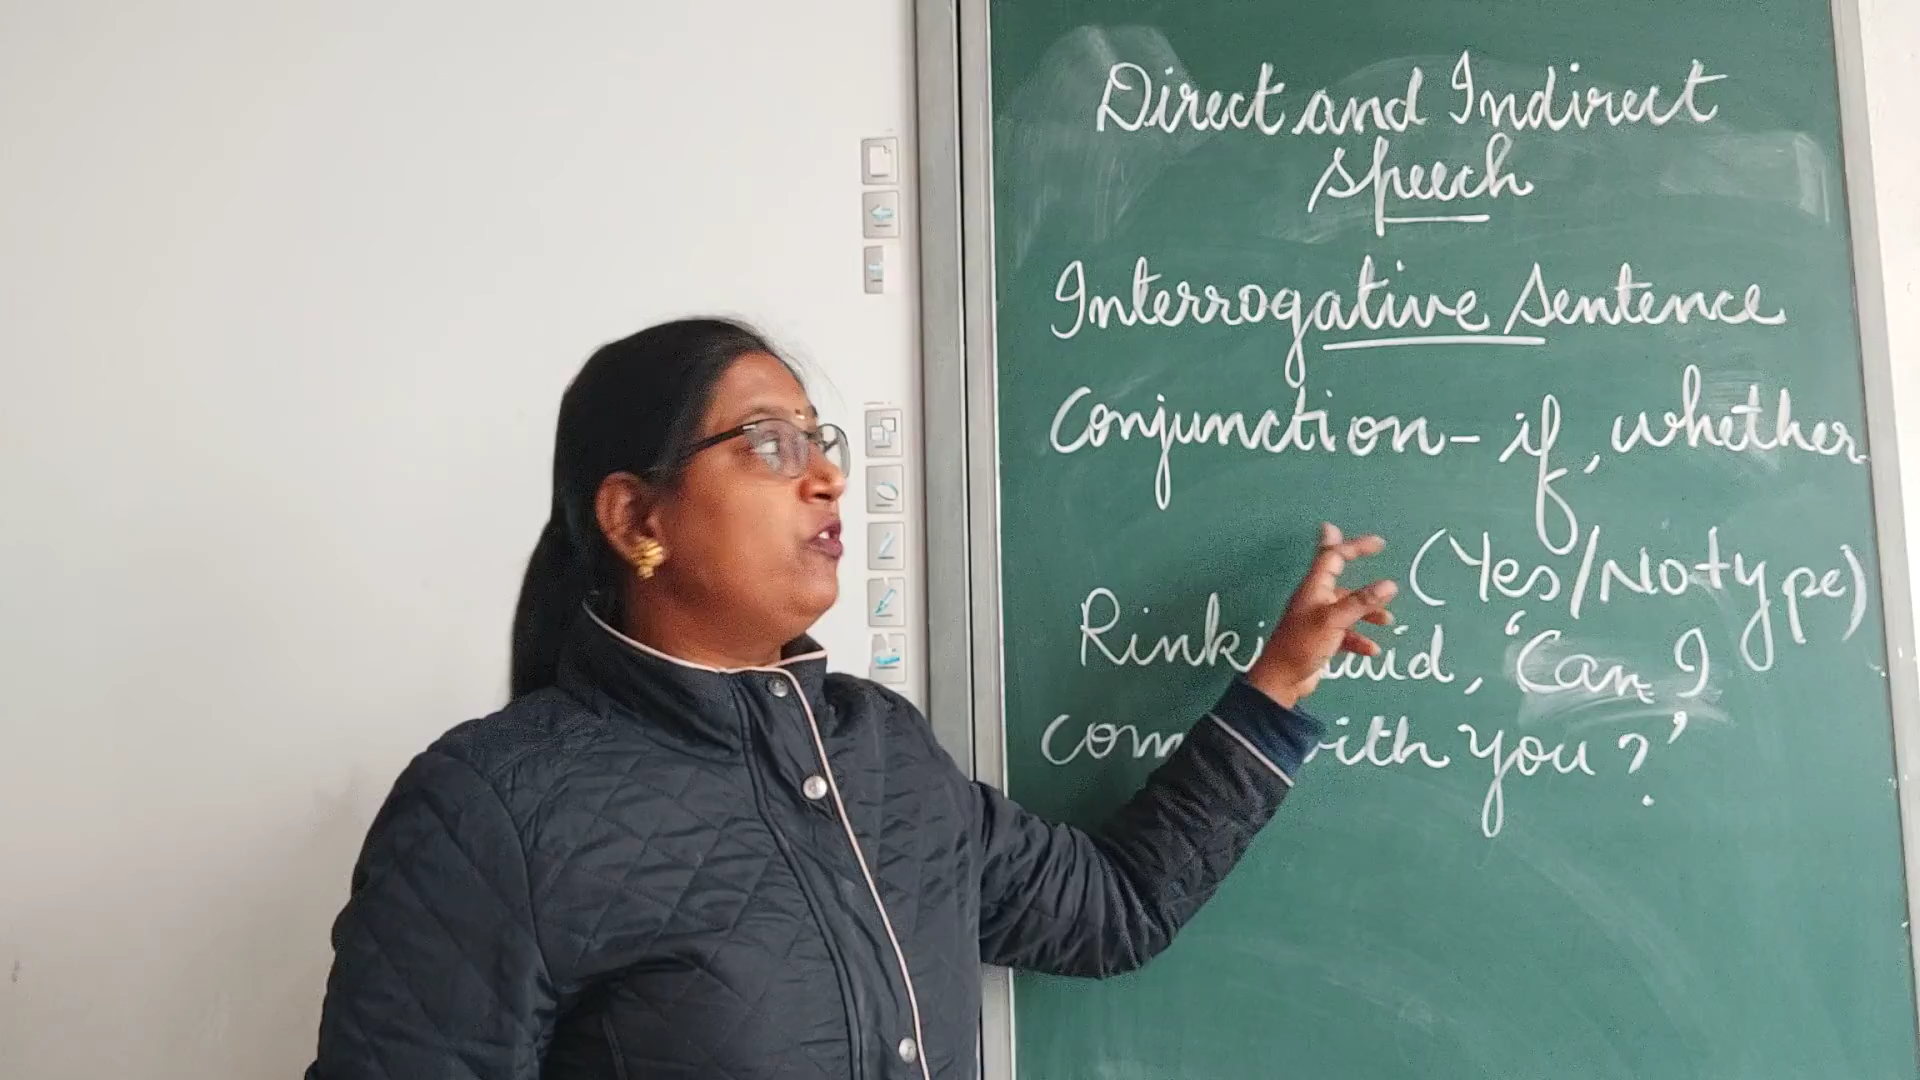 Direct and Indirect
Speech
Interrogative Sentence
Conjunction - if, whether
(Yes/No type)
Rinki said, 'Can I
come with you?'